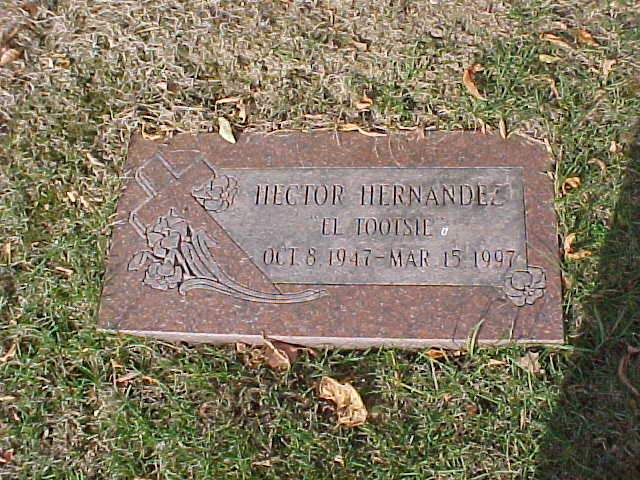 HECTOR HERNANDEZ
"EL TOOTSIE"
OCT. 8, 1947 - MAR. 15, 1997